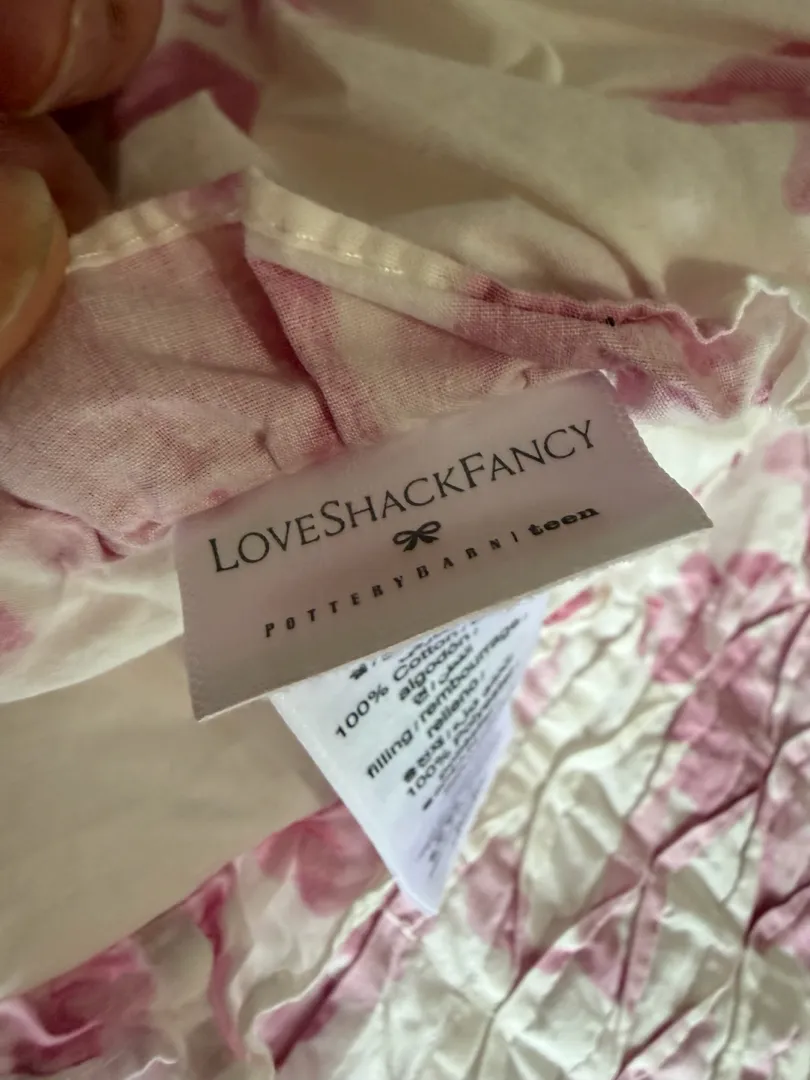 LOVESHACKFANCY
POTTERYBARN | teen
100% Cotton
algodón
filling / rembourrage
relleno
100%